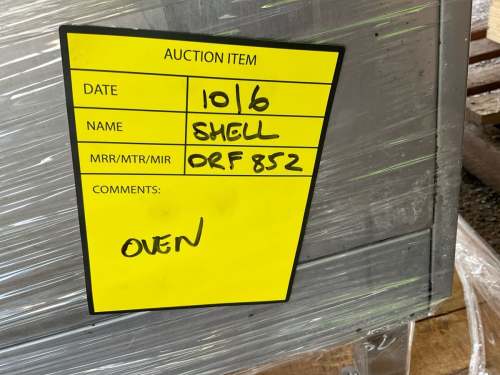 AUCTION ITEM
DATE 10/6
NAME SHELL
MRR/MTR/MIR ORF 852
COMMENTS:
OVEN